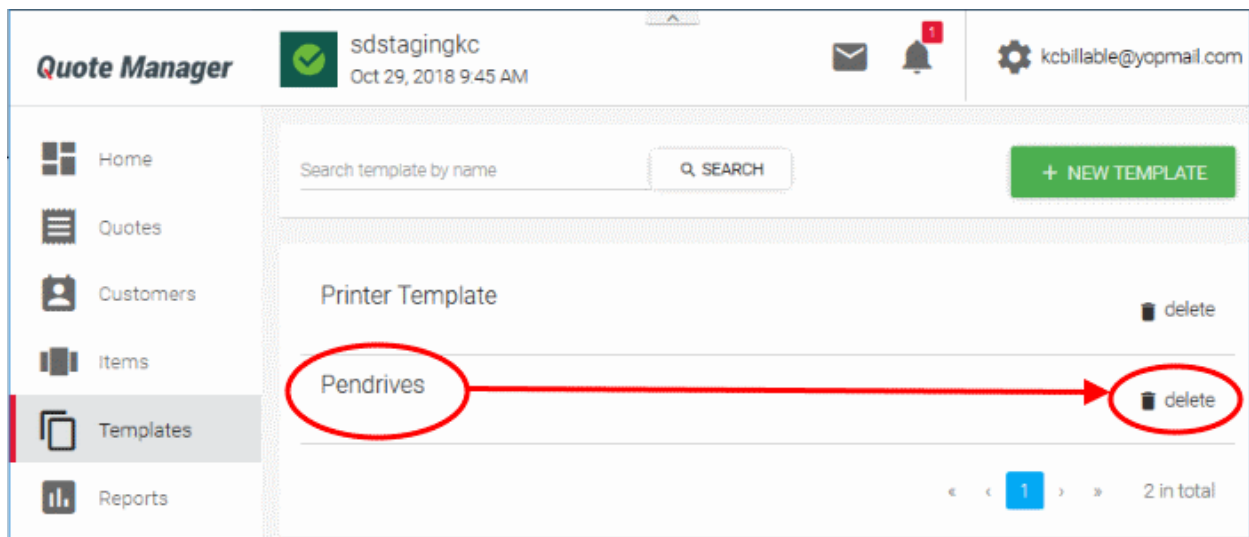 Quote Manager
sdstagingkc
Oct 29, 2018 9:45 AM
1
kcbillable@yopmail.com
Home
Quotes
Customers
Items
Templates
Reports
Search template by name
SEARCH
+ NEW TEMPLATE
Printer Template
delete
Pendrives
delete
« ‹ 1 › » 2 in total